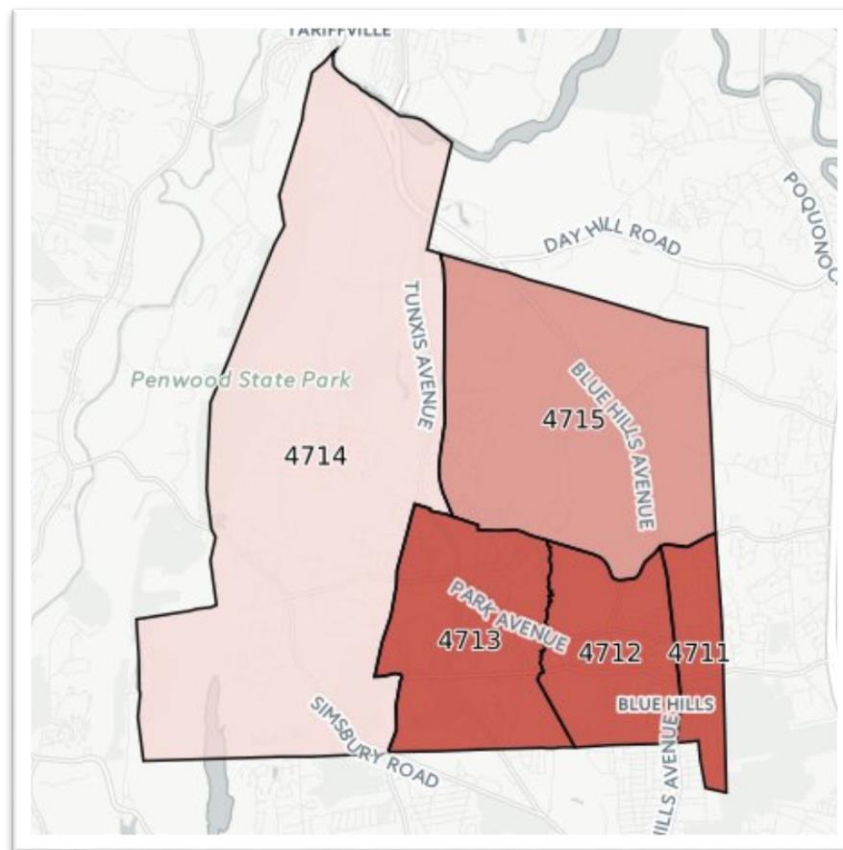 TARIFFVILLE
POQUONOC
DAY HILL ROAD
TUNXIS AVENUE
Penwood State Park
BLUE HILLS AVENUE
4715
4714
PARK AVENUE
4713
4712
4711
BLUE HILLS
SIMSBURY ROAD
HILLS AVENUE